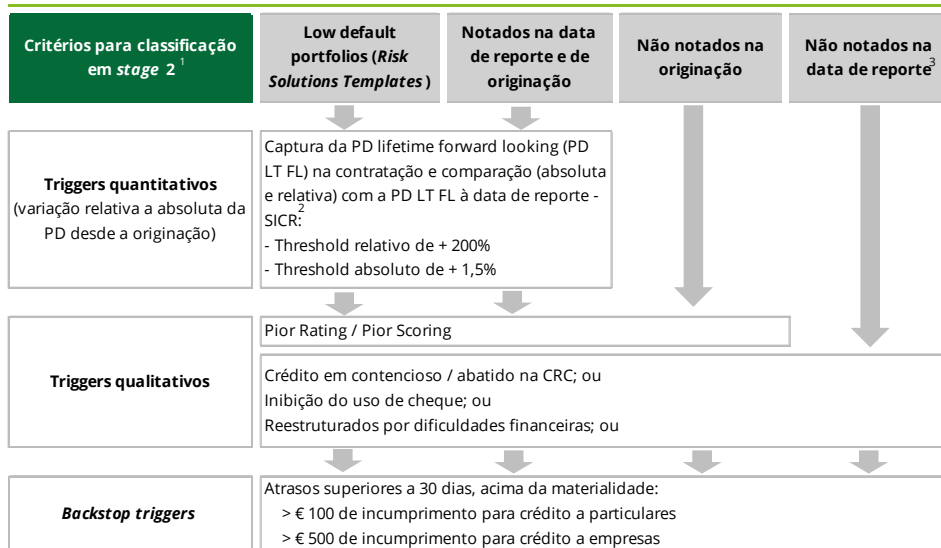 Critérios para classificação
em stage 2 1
Low default
portfolios (Risk
Solutions Templates)
Notados na data
de reporte e de
originação
Não notados na
originação
Não notados na
data de reporte3
Triggers quantitativos
(variação relativa a absoluta da
PD desde a originação)
Captura da PD lifetime forward looking (PD
LT FL) na contratação e comparação (absoluta
e relativa) com a PD LT FL à data de reporte -
SICR:2
- Threshold relativo de + 200%
- Threshold absoluto de + 1,5%
Triggers qualitativos
Pior Rating / Pior Scoring
Crédito em contencioso / abatido na CRC; ou
Inibição do uso de cheque; ou
Reestruturados por dificuldades financeiras; ou
Backstop triggers
Atrasos superiores a 30 dias, acima da materialidade:
> € 100 de incumprimento para crédito a particulares
> € 500 de incumprimento para crédito a empresas